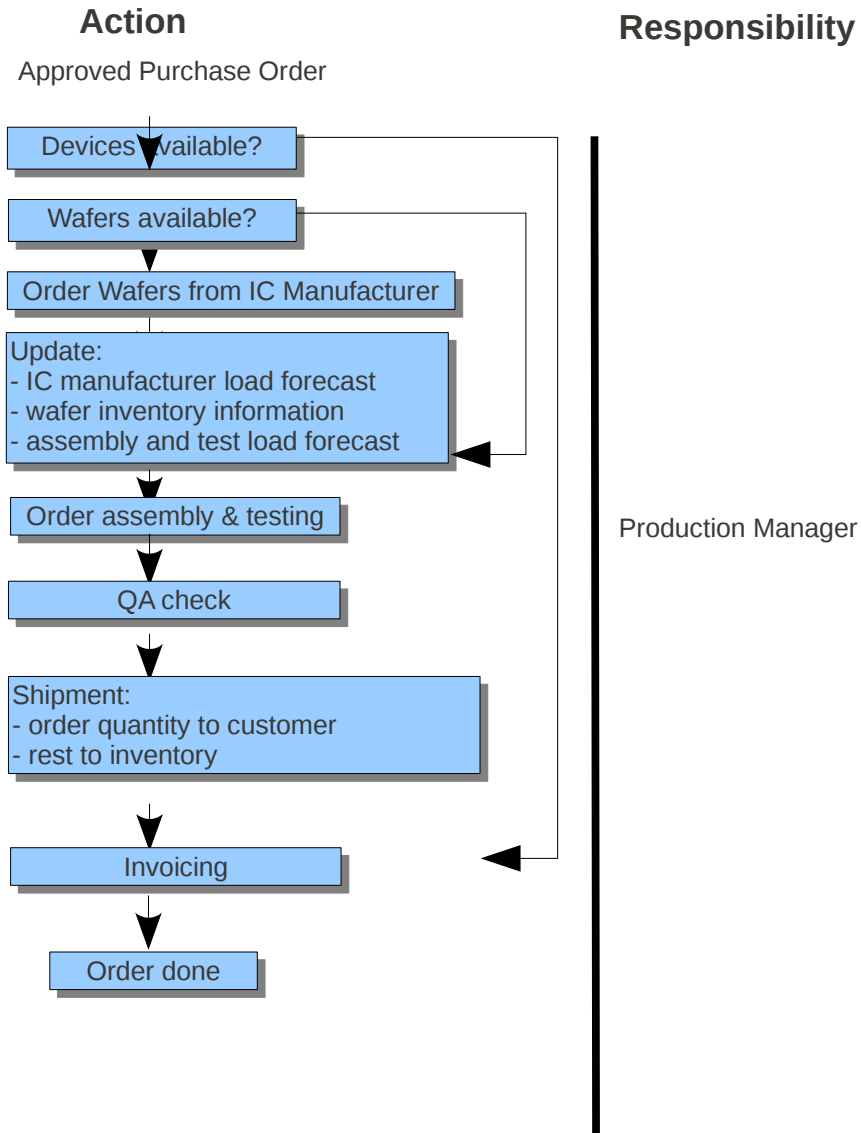 Action
Responsibility
Approved Purchase Order
Devices available?
Wafers available?
Order Wafers from IC Manufacturer
Update:
- IC manufacturer load forecast
- wafer inventory information
- assembly and test load forecast
Order assembly & testing
Production Manager
QA check
Shipment:
- order quantity to customer
- rest to inventory
Invoicing
Order done